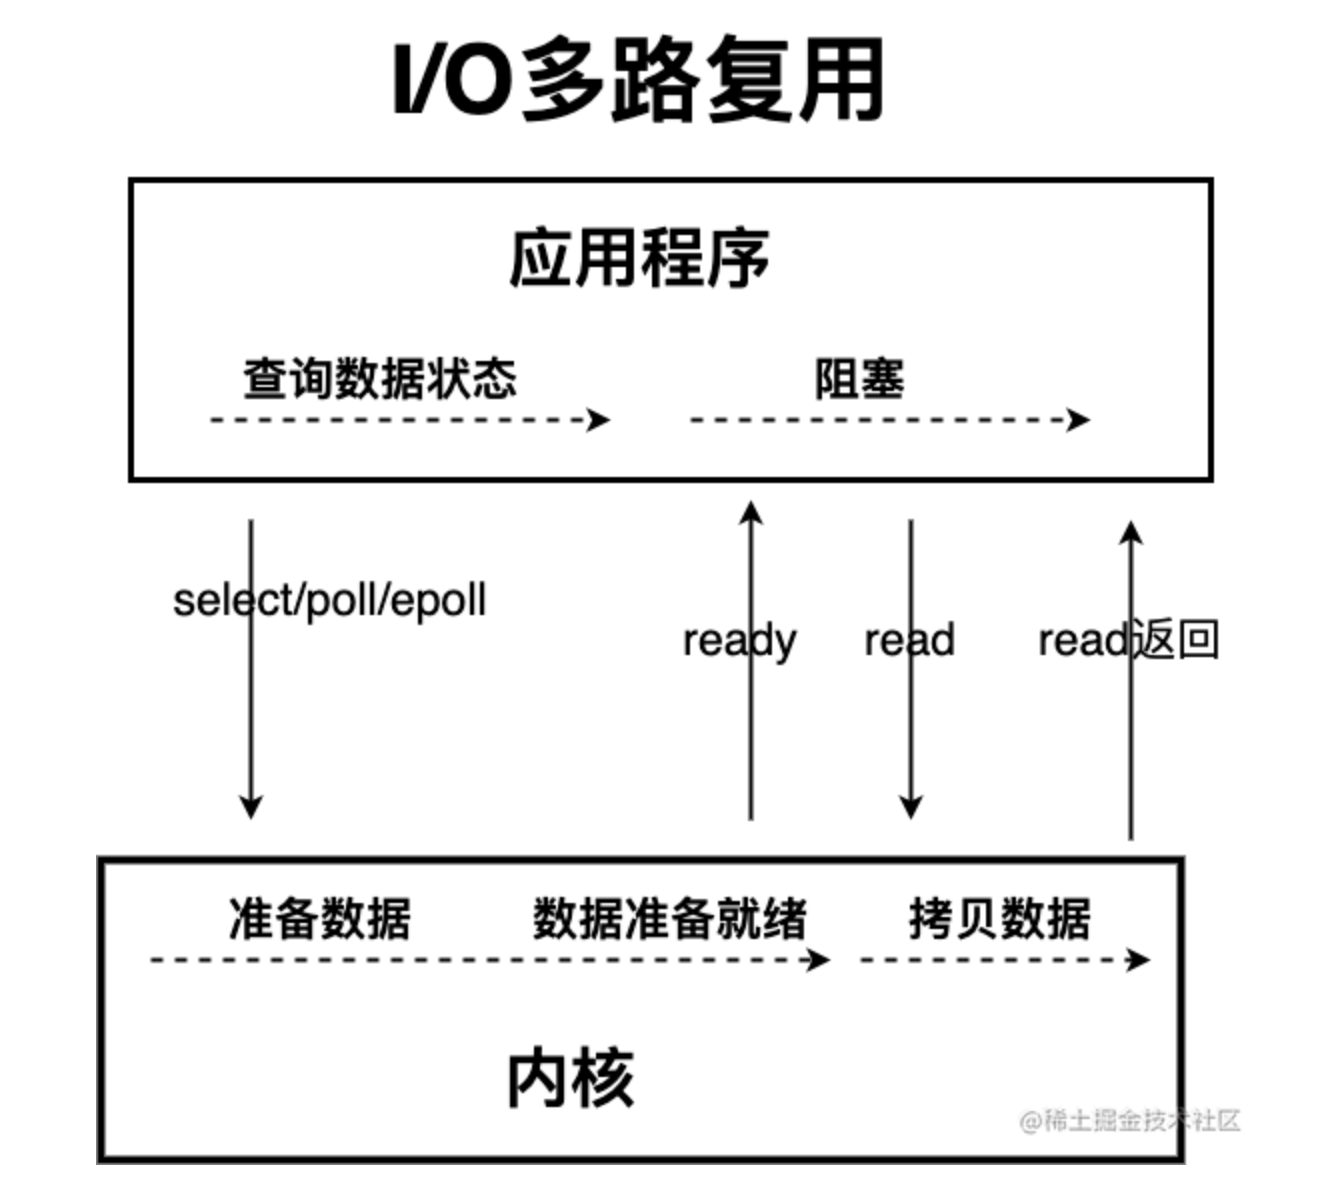 I/O多路复用
应用程序
查询数据状态
阻塞
select/poll/epoll
ready
read
read返回
准备数据
数据准备就绪
拷贝数据
内核
@稀土掘金技术社区